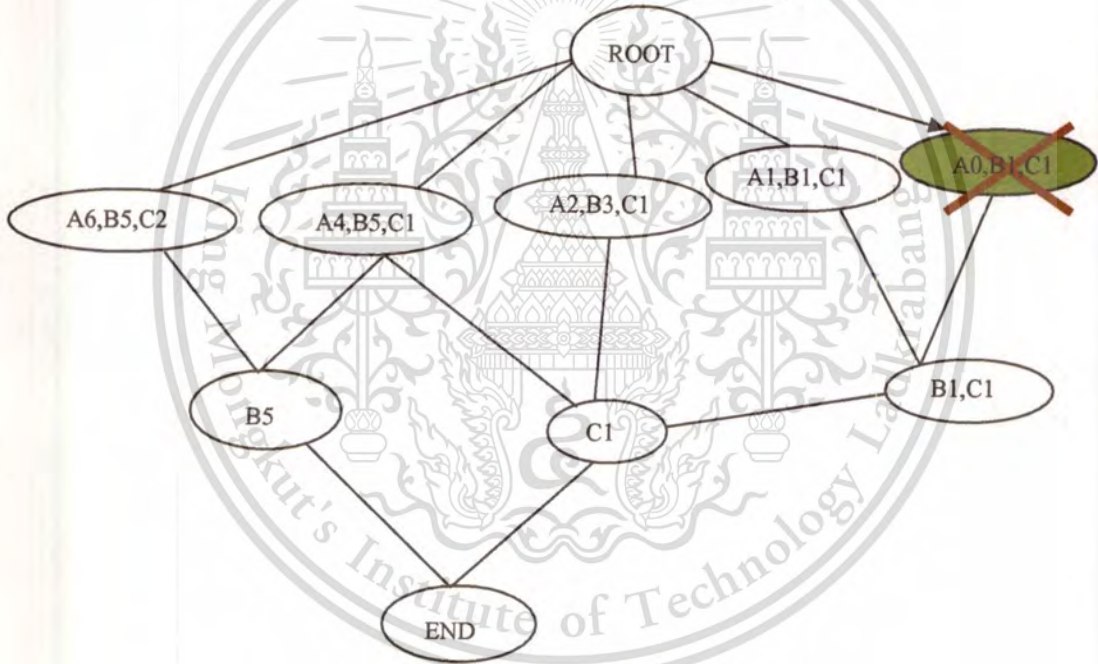 ROOT
A0,B1,C1
A1,B1,C1
A2,B3,C1
A4,B5,C1
A6,B5,C2
B1,C1
B5
C1
END
King Mongkut's Institute of Technology Ladkrabang